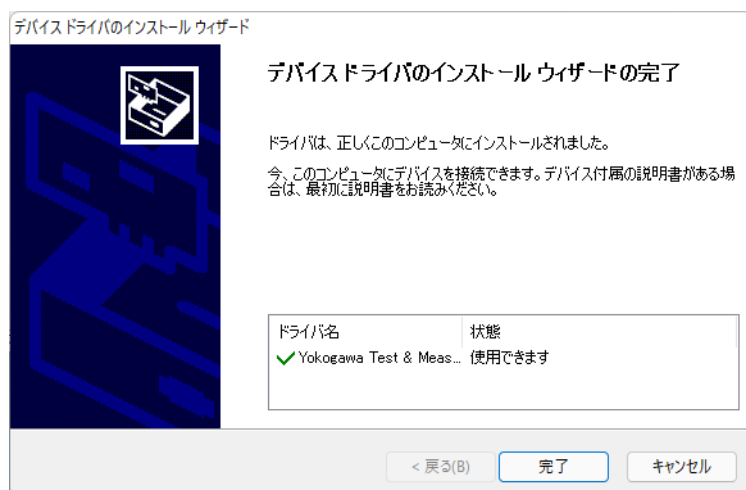 デバイス ドライバのインストール ウィザード
デバイス ドライバのインストール ウィザードの完了
ドライバは、正しくこのコンピュータにインストールされました。
今、このコンピュータにデバイスを接続できます。デバイス付属の説明書がある場
合は、最初に説明書をお読みください。
ドライバ名 状態
Yokogawa Test & Meas... 使用できます
< 戻る(B) 完了 キャンセル